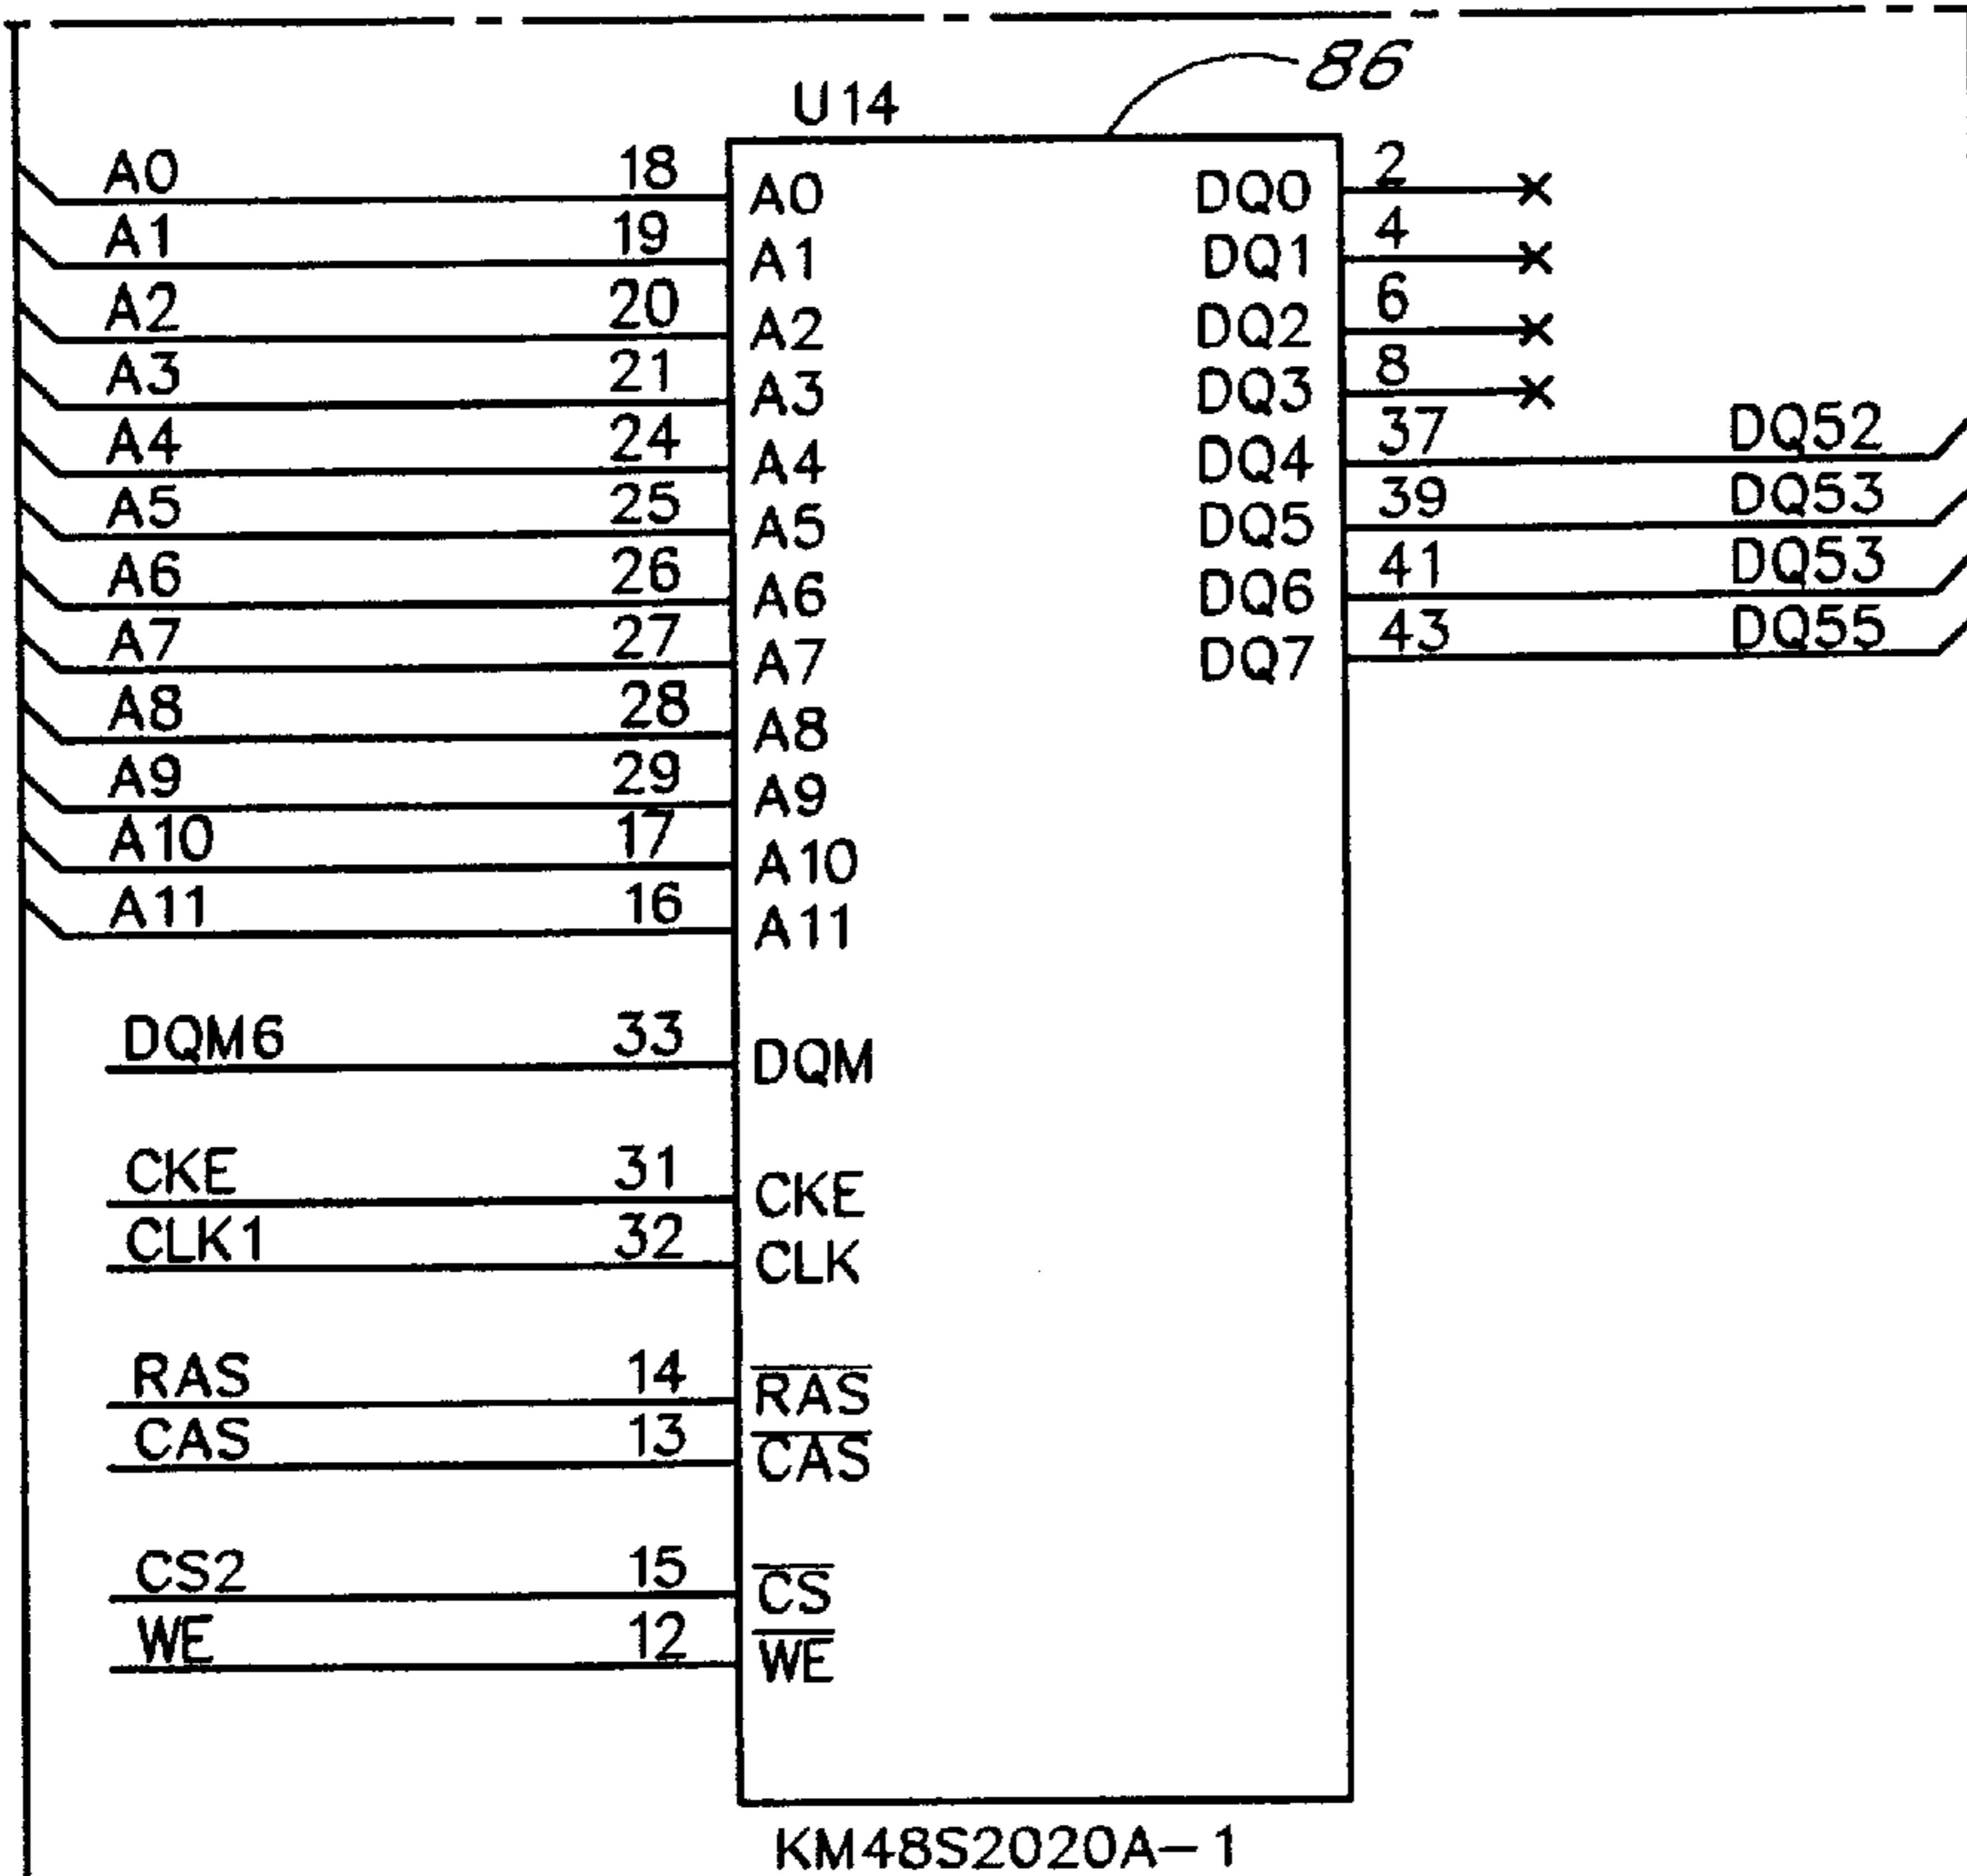 86
U14
A0 18 A0 DQ0 2
A1 19 A1 DQ1 4
A2 20 A2 DQ2 6
A3 21 A3 DQ3 8
A4 24 A4 DQ4 37 DQ52
A5 25 A5 DQ5 39 DQ53
A6 26 A6 DQ6 41 DQ53
A7 27 A7 DQ7 43 DQ55
A8 28 A8
A9 29 A9
A10 17 A10
A11 16 A11
DQM6 33 DQM
CKE 31 CKE
CLK1 32 CLK
RAS 14 R̅A̅S̅
CAS 13 C̅A̅S̅
CS2 15 C̅S̅
WE 12 W̅E̅
KM48S2020A-1